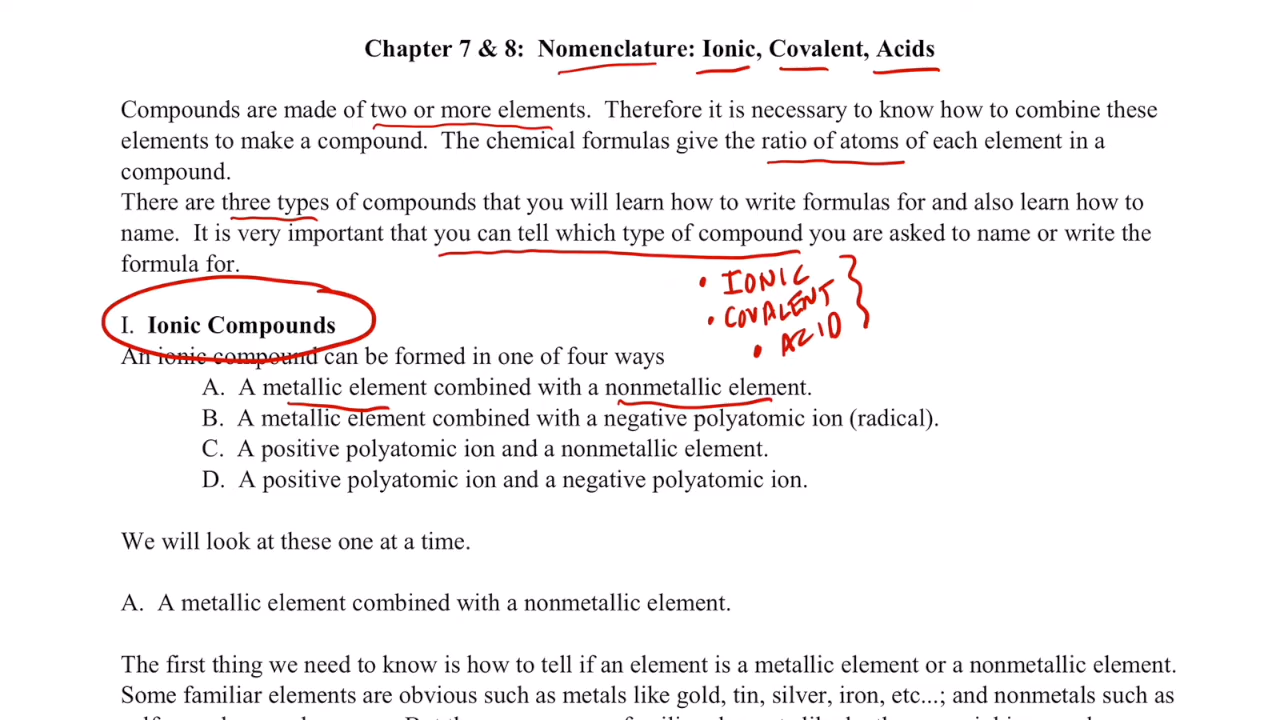 Chapter 7 & 8:  Nomenclature: Ionic, Covalent, Acids
Compounds are made of two or more elements.  Therefore it is necessary to know how to combine these
elements to make a compound.  The chemical formulas give the ratio of atoms of each element in a
compound.
There are three types of compounds that you will learn how to write formulas for and also learn how to
name.  It is very important that you can tell which type of compound you are asked to name or write the
formula for.
• IONIC
• COVALENT
• ACID
I.  Ionic Compounds
An ionic compound can be formed in one of four ways
A.  A metallic element combined with a nonmetallic element.
B.  A metallic element combined with a negative polyatomic ion (radical).
C.  A positive polyatomic ion and a nonmetallic element.
D.  A positive polyatomic ion and a negative polyatomic ion.
We will look at these one at a time.
A.  A metallic element combined with a nonmetallic element.
The first thing we need to know is how to tell if an element is a metallic element or a nonmetallic element.
Some familiar elements are obvious such as metals like gold, tin, silver, iron, etc...; and nonmetals such as